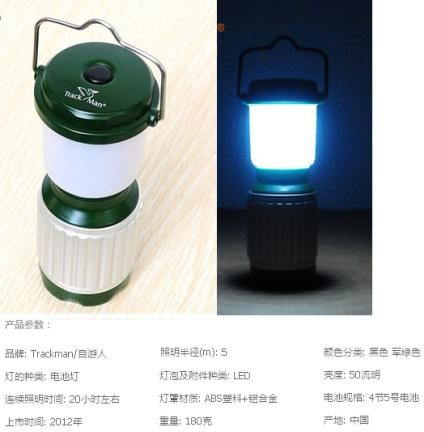 Track Man®
产品参数：
品牌: Trackman/自游人 照明半径(m): 5 颜色分类: 黑色 军绿色
灯的种类: 电池灯 灯泡及附件种类: LED 亮度: 50流明
连续照明时间: 20小时左右 灯罩材质: ABS塑料+铝合金 电池规格: 4节5号电池
上市时间: 2012年 重量: 180克 产地: 中国